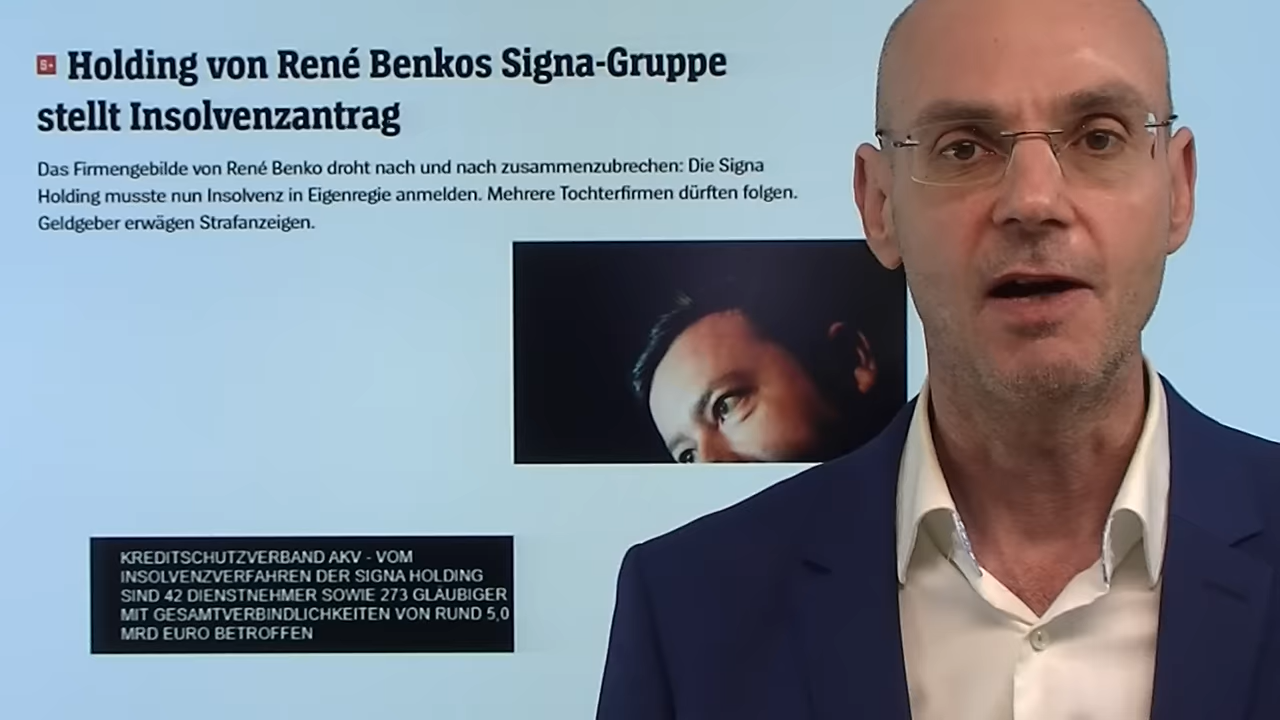 S+ Holding von René Benkos Signa-Gruppe
stellt Insolvenzantrag
Das Firmengebilde von René Benko droht nach und nach zusammenzubrechen: Die Signa
Holding musste nun Insolvenz in Eigenregie anmelden. Mehrere Tochterfirmen dürften folgen.
Geldgeber erwägen Strafanzeigen.
KREDITSCHUTZVERBAND AKV - VOM
INSOLVENZVERFAHREN DER SIGNA HOLDING
SIND 42 DIENSTNEHMER SOWIE 273 GLÄUBIGER
MIT GESAMTVERBINDLICHKEITEN VON RUND 5,0
MRD EURO BETROFFEN